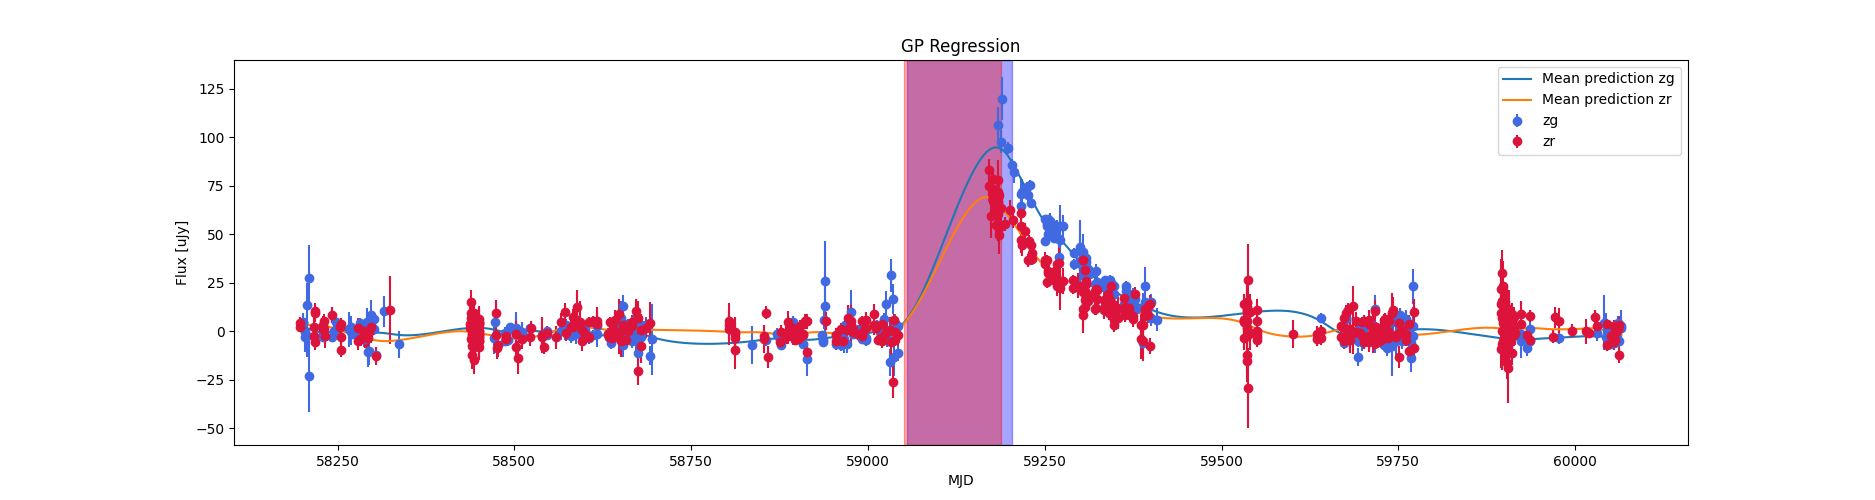 GP Regression
Flux [uJy]
125
100
75
50
25
0
−25
−50
Mean prediction zg
Mean prediction zr
zg
zr
58250
58500
58750
59000
59250
59500
59750
60000
MJD